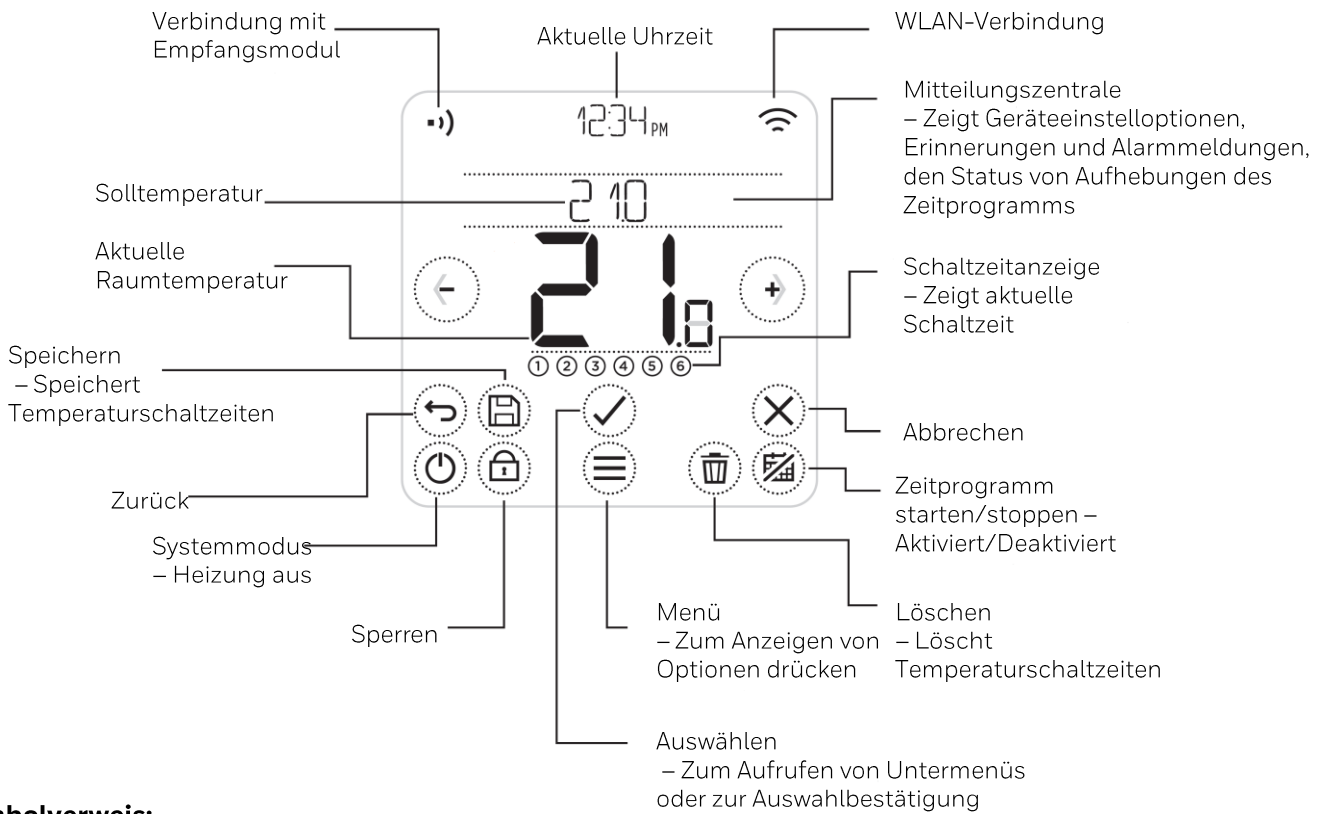 Verbindung mit
Empfangsmodul
Aktuelle Uhrzeit
WLAN-Verbindung
12:34 PM
Mitteilungszentrale
– Zeigt Geräteeinstelloptionen,
Erinnerungen und Alarmmeldungen,
den Status von Aufhebungen des
Zeitprogramms
Solltemperatur
21.0
Aktuelle
Raumtemperatur
21.0
Schaltzeitanzeige
– Zeigt aktuelle
Schaltzeit
1 2 3 4 5 6
Speichern
– Speichert
Temperaturschaltzeiten
Abbrechen
Zurück
Zeitprogramm
starten/stoppen –
Aktiviert/Deaktiviert
Systemmodus
– Heizung aus
Sperren
Menü
– Zum Anzeigen von
Optionen drücken
Löschen
– Löscht
Temperaturschaltzeiten
Auswählen
– Zum Aufrufen von Untermenüs
oder zur Auswahlbestätigung